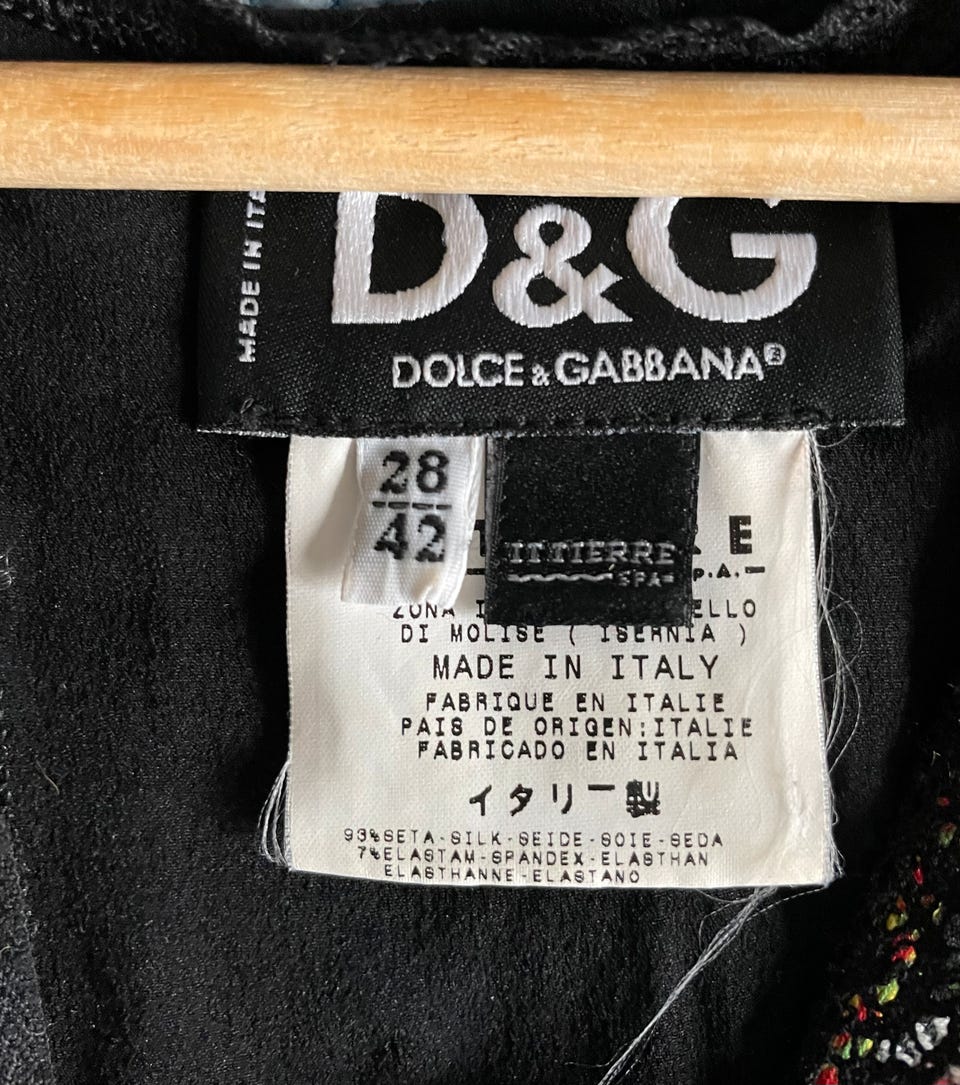 MADE IN ITA
D&G
DOLCE & GABBANA®
28
42
ITTIERRE
SPA
E
P.A.
ZONA I ELLO
DI MOLISE ( ISERNIA )
MADE IN ITALY
FABRIQUE EN ITALIE
PAIS DE ORIGEN:ITALIE
FABRICADO EN ITALIA
イタリー製
93%SETA-SILK-SEIDE-SOIE-SEDA
7%ELASTAM-SPANDEX-ELASTHAN
ELASTHANNE-ELASTANO